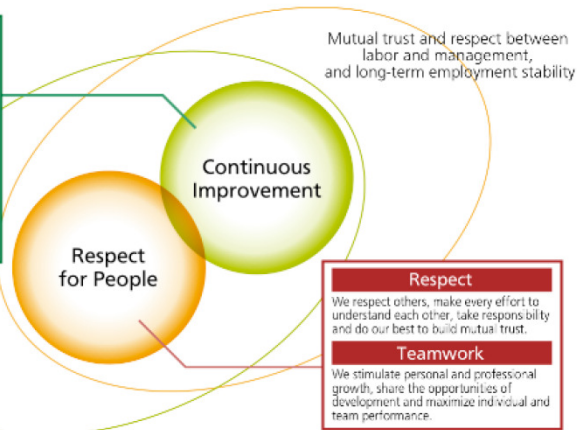 Mutual trust and respect between
labor and management,
and long-term employment stability
Continuous
Improvement
Respect
for People
Respect
We respect others, make every effort to
understand each other, take responsibility
and do our best to build mutual trust.
Teamwork
We stimulate personal and professional
growth, share the opportunities of
development and maximize individual and
team performance.